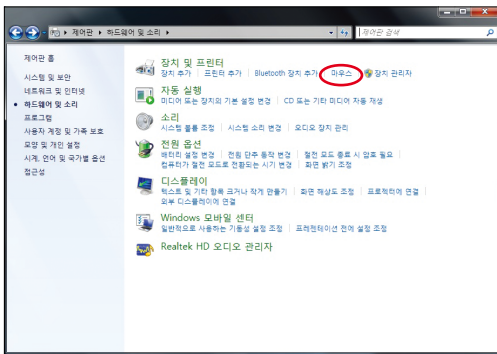 제어판 ▸ 하드웨어 및 소리 ▸
제어판 검색
제어판 홈
시스템 및 보안
네트워크 및 인터넷
하드웨어 및 소리
프로그램
사용자 계정 및 가족 보호
모양 및 개인 설정
시계, 언어 및 국가별 옵션
접근성
장치 및 프린터
장치 추가 | 프린터 추가 | Bluetooth 장치 추가 | 마우스 | 장치 관리자
자동 실행
미디어 또는 장치의 기본 설정 변경 | CD 또는 기타 미디어 자동 재생
소리
시스템 볼륨 조정 | 시스템 소리 변경 | 오디오 장치 관리
전원 옵션
배터리 설정 변경 | 전원 단추 동작 변경 | 절전 모드 종료 시 암호 필요 |
컴퓨터가 절전 모드로 전환되는 시기 변경 | 화면 밝기 조정
디스플레이
텍스트 및 기타 항목 크거나 작게 만들기 | 화면 해상도 조정 | 프로젝터에 연결 |
외부 디스플레이에 연결
Windows 모바일 센터
일반적으로 사용하는 기동성 설정 조정 | 프레젠테이션 전에 설정 조정
Realtek HD 오디오 관리자